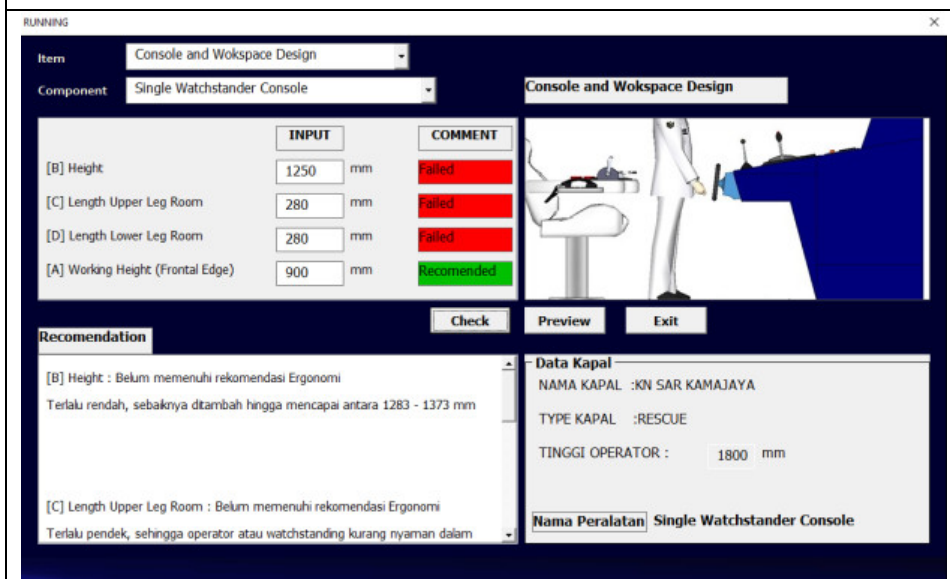 RUNNING
Item Console and Wokspace Design
Component Single Watchstander Console
Console and Wokspace Design
INPUT COMMENT
[B] Height 1250 mm Failed
[C] Length Upper Leg Room 280 mm Failed
[D] Length Lower Leg Room 280 mm Failed
[A] Working Height (Frontal Edge) 900 mm Recomended
Check Preview Exit
Recomendation
[B] Height : Belum memenuhi rekomendasi Ergonomi
Terlalu rendah, sebaiknya ditambah hingga mencapai antara 1283 - 1373 mm
[C] Length Upper Leg Room : Belum memenuhi rekomendasi Ergonomi
Terlalu pendek, sehingga operator atau watchstanding kurang nyaman dalam
Data Kapal
NAMA KAPAL :KN SAR KAMAJAYA
TYPE KAPAL :RESCUE
TINGGI OPERATOR : 1800 mm
Nama Peralatan Single Watchstander Console